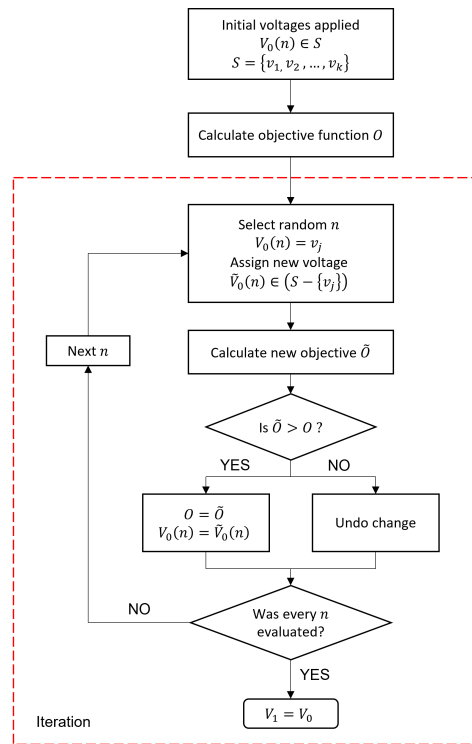 Initial voltages applied
V₀(n) ∈ S
S = {v₁, v₂, …, vₖ}
Calculate objective function O
Select random n
V₀(n) = vⱼ
Assign new voltage
Ṽ₀(n) ∈ (S − {vⱼ})
Next n
Calculate new objective Õ
Is Õ > O ?
YES
NO
O = Õ
V₀(n) = Ṽ₀(n)
Undo change
NO
Was every n
evaluated?
YES
V₁ = V₀
Iteration